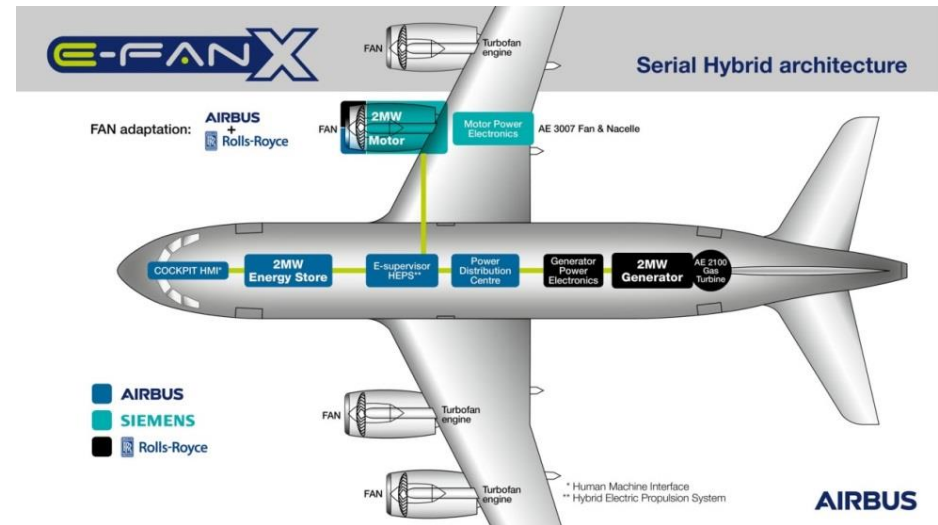 E-FANX
Serial Hybrid architecture
FAN
Turbofan
engine
FAN adaptation:
AIRBUS
+
Rolls-Royce
FAN
2MW
Motor
Motor Power
Electronics
AE 3007 Fan & Nacelle
COCKPIT HMI*
2MW
Energy Store
E-supervisor
HEPS**
Power
Distribution
Centre
Generator
Power
Electronics
2MW
Generator
AE 2100
Gas
Turbine
AIRBUS
SIEMENS
RR Rolls-Royce
FAN
Turbofan
engine
FAN
Turbofan
engine
* Human Machine Interface
** Hybrid Electric Propulsion System
AIRBUS